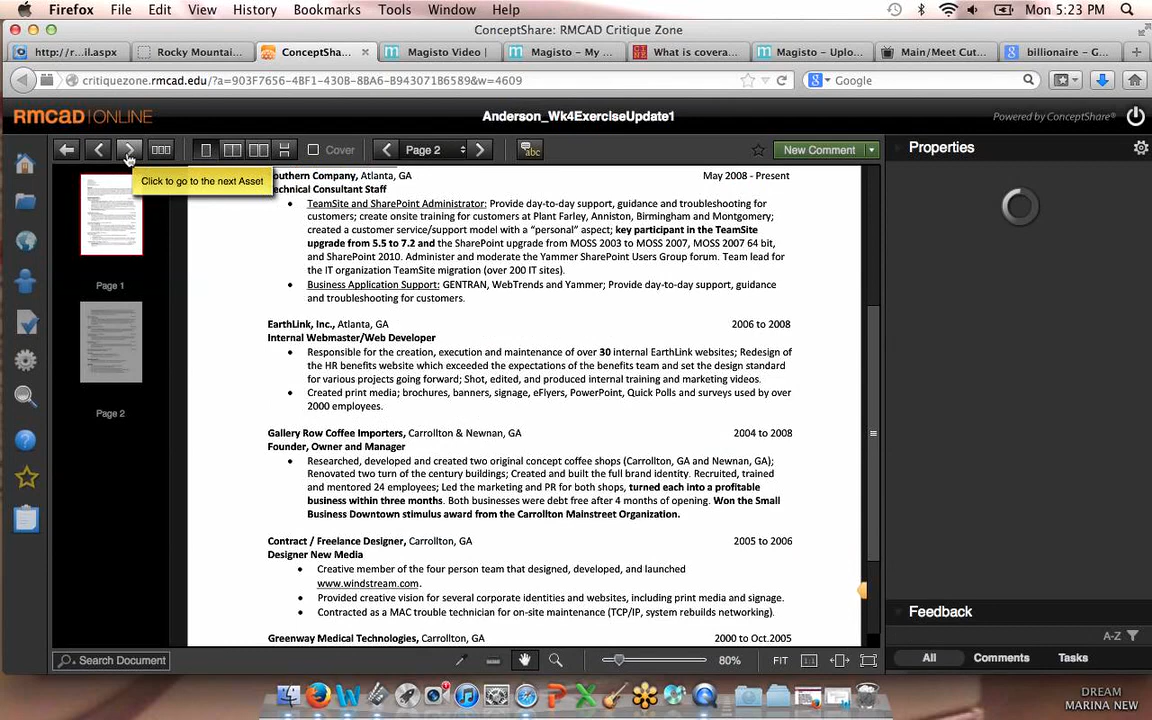 Firefox File Edit View History Bookmarks Tools Window Help Mon 5:23 PM
ConceptShare: RMCAD Critique Zone
http://r...il.aspx Rocky Mountai... ConceptSha... Magisto Video | Magisto - My ... What is covera... Magisto - Uplo... Main/Meet Cut... billionaire - G...
critiquezone.rmcad.edu/?a=903F7656-4BF1-430B-8BA6-B94307186589&w=4609 Google
RMCAD|ONLINE Anderson_Wk4ExerciseUpdate1 Powered by ConceptShare®
Cover Page 2 abc New Comment Properties
Click to go to the next Asset
outhern Company, Atlanta, GA May 2008 - Present
echnical Consultant Staff
• TeamSite and SharePoint Administrator: Provide day-to-day support, guidance and troubleshooting for
customers; create onsite training for customers at Plant Farley, Anniston, Birmingham and Montgomery;
created a customer service/support model with a "personal" aspect; key participant in the TeamSite
upgrade from 5.5 to 7.2 and the SharePoint upgrade from MOSS 2003 to MOSS 2007, MOSS 2007 64 bit,
and SharePoint 2010. Administer and moderate the Yammer SharePoint Users Group forum. Team lead for
the IT organization TeamSite migration (over 200 IT sites).
• Business Application Support: GENTRAN, WebTrends and Yammer; Provide day-to-day support, guidance
and troubleshooting for customers.
Page 1
EarthLink, Inc., Atlanta, GA 2006 to 2008
Internal Webmaster/Web Developer
• Responsible for the creation, execution and maintenance of over 30 internal EarthLink websites; Redesign of
the HR benefits website which exceeded the expectations of the benefits team and set the design standard
for various projects going forward; Shot, edited, and produced internal training and marketing videos.
• Created print media; brochures, banners, signage, eFlyers, PowerPoint, Quick Polls and surveys used by over
2000 employees.
Page 2
Gallery Row Coffee Importers, Carrollton & Newnan, GA 2004 to 2008
Founder, Owner and Manager
• Researched, developed and created two original concept coffee shops (Carrollton, GA and Newnan, GA);
Renovated two turn of the century buildings; Created and built the full brand identity. Recruited, trained
and mentored 24 employees; Led the marketing and PR for both shops, turned each into a profitable
business within three months. Both businesses were debt free after 4 months of opening. Won the Small
Business Downtown stimulus award from the Carrollton Mainstreet Organization.
Contract / Freelance Designer, Carrollton, GA 2005 to 2006
Designer New Media
• Creative member of the four person team that designed, developed, and launched
www.windstream.com.
• Provided creative vision for several corporate identities and websites, including print media and signage.
• Contracted as a MAC trouble technician for on-site maintenance (TCP/IP, system rebuilds networking).
Greenway Medical Technologies, Carrollton, GA 2000 to Oct.2005
Feedback
A-Z
All Comments Tasks
Search Document 80% FIT 1:1
DREAM
MARINA NEW